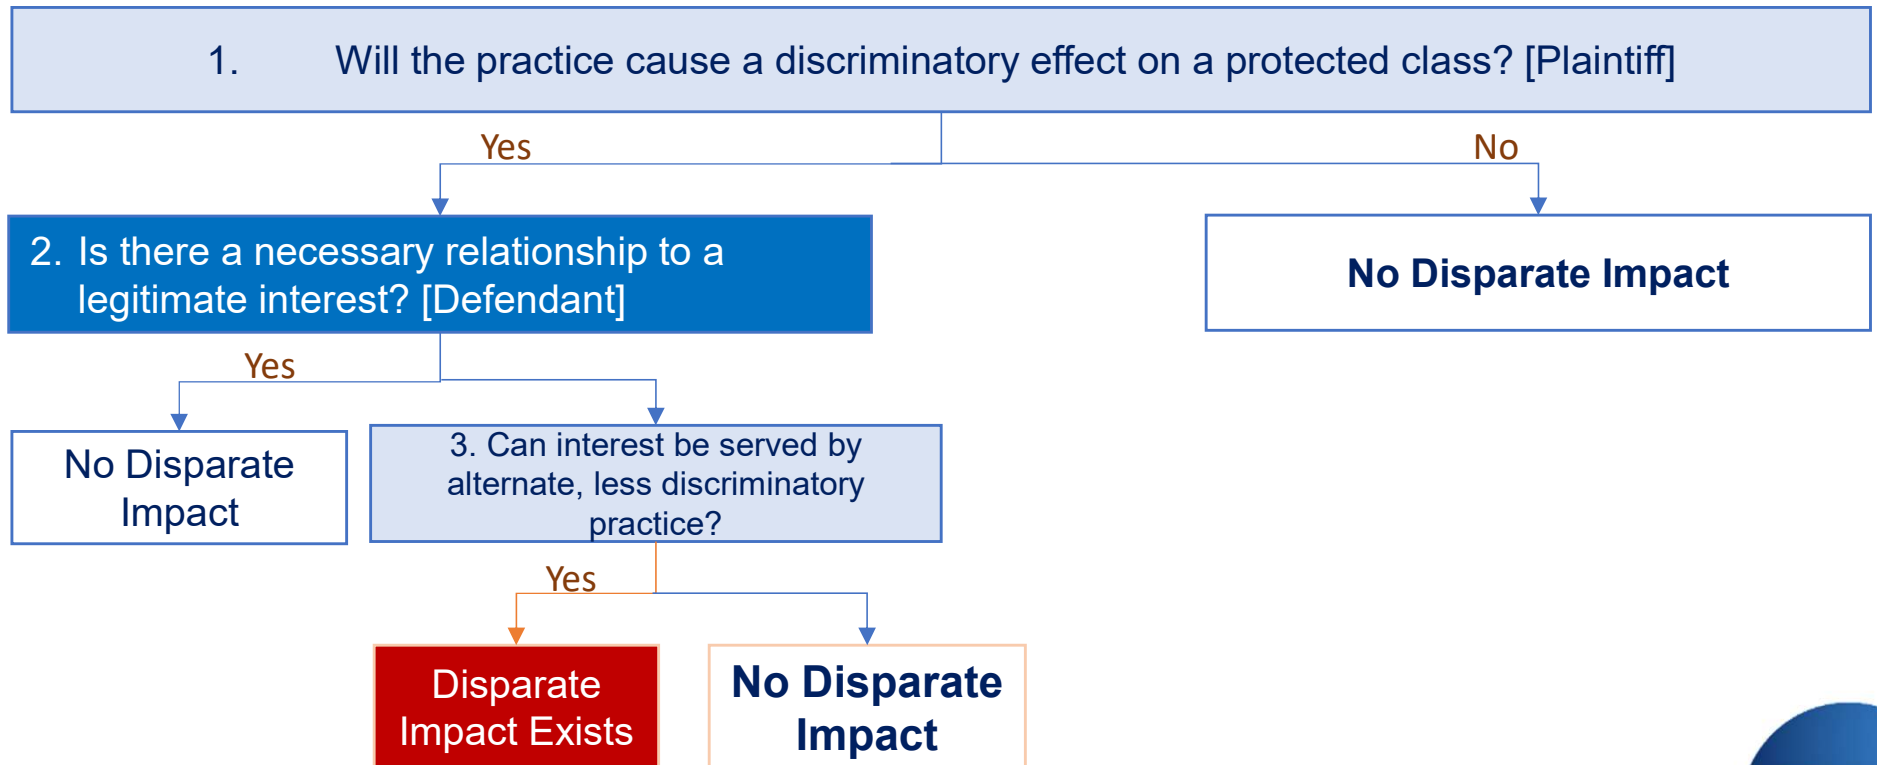 1. Will the practice cause a discriminatory effect on a protected class? [Plaintiff]
Yes
No
2. Is there a necessary relationship to a
legitimate interest? [Defendant]
No Disparate Impact
Yes
No Disparate
Impact
3. Can interest be served by
alternate, less discriminatory
practice?
Yes
Disparate
Impact Exists
No Disparate
Impact